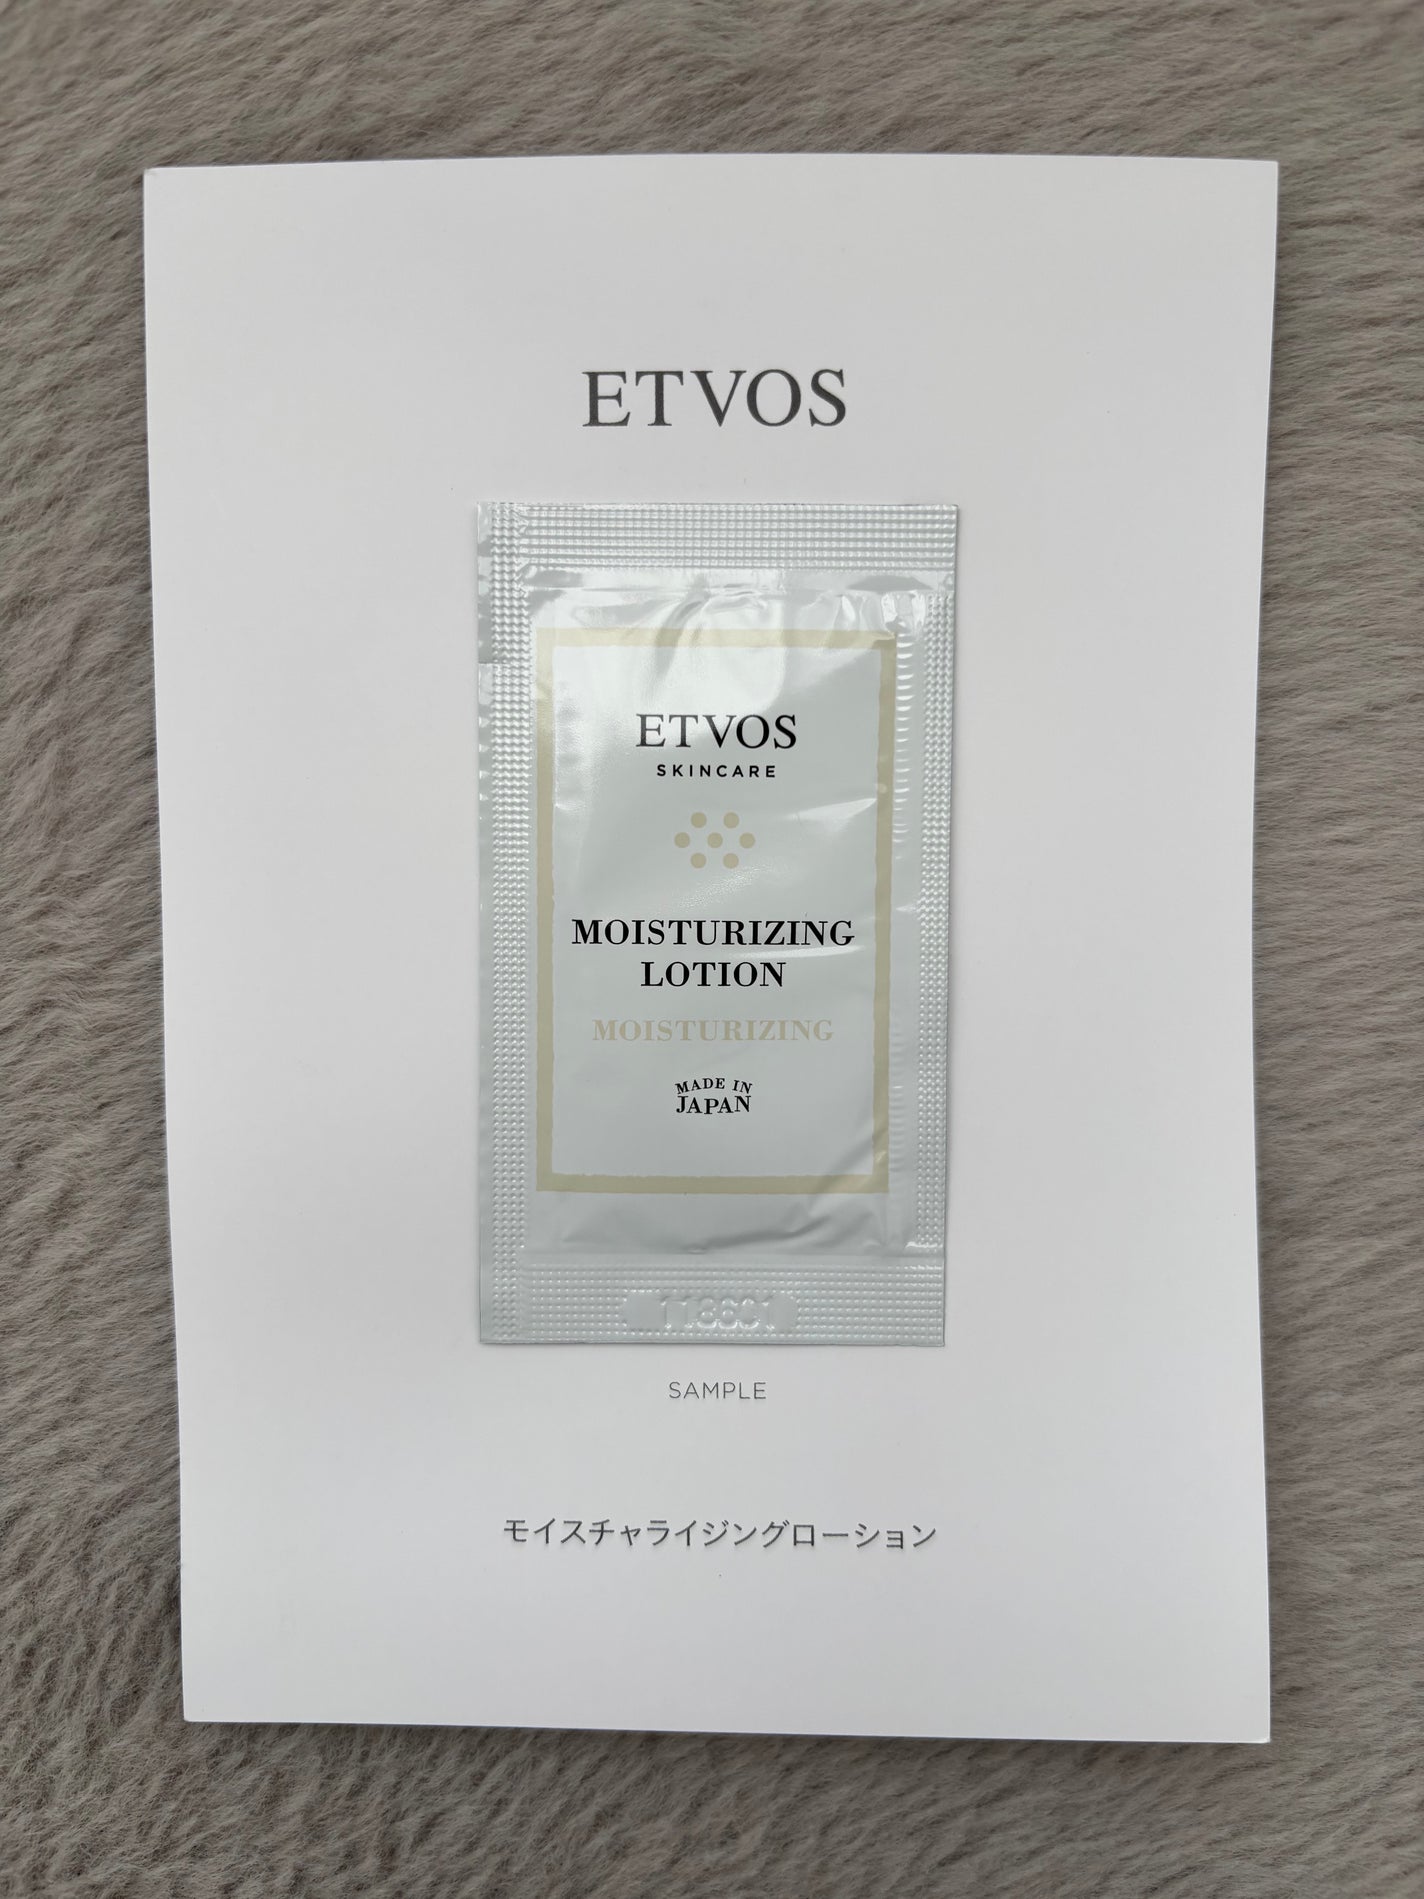 ETVOS
ETVOS
SKINCARE
MOISTURIZING
LOTION
MOISTURIZING
MADE IN
JAPAN
SAMPLE
モイスチャライジングローション